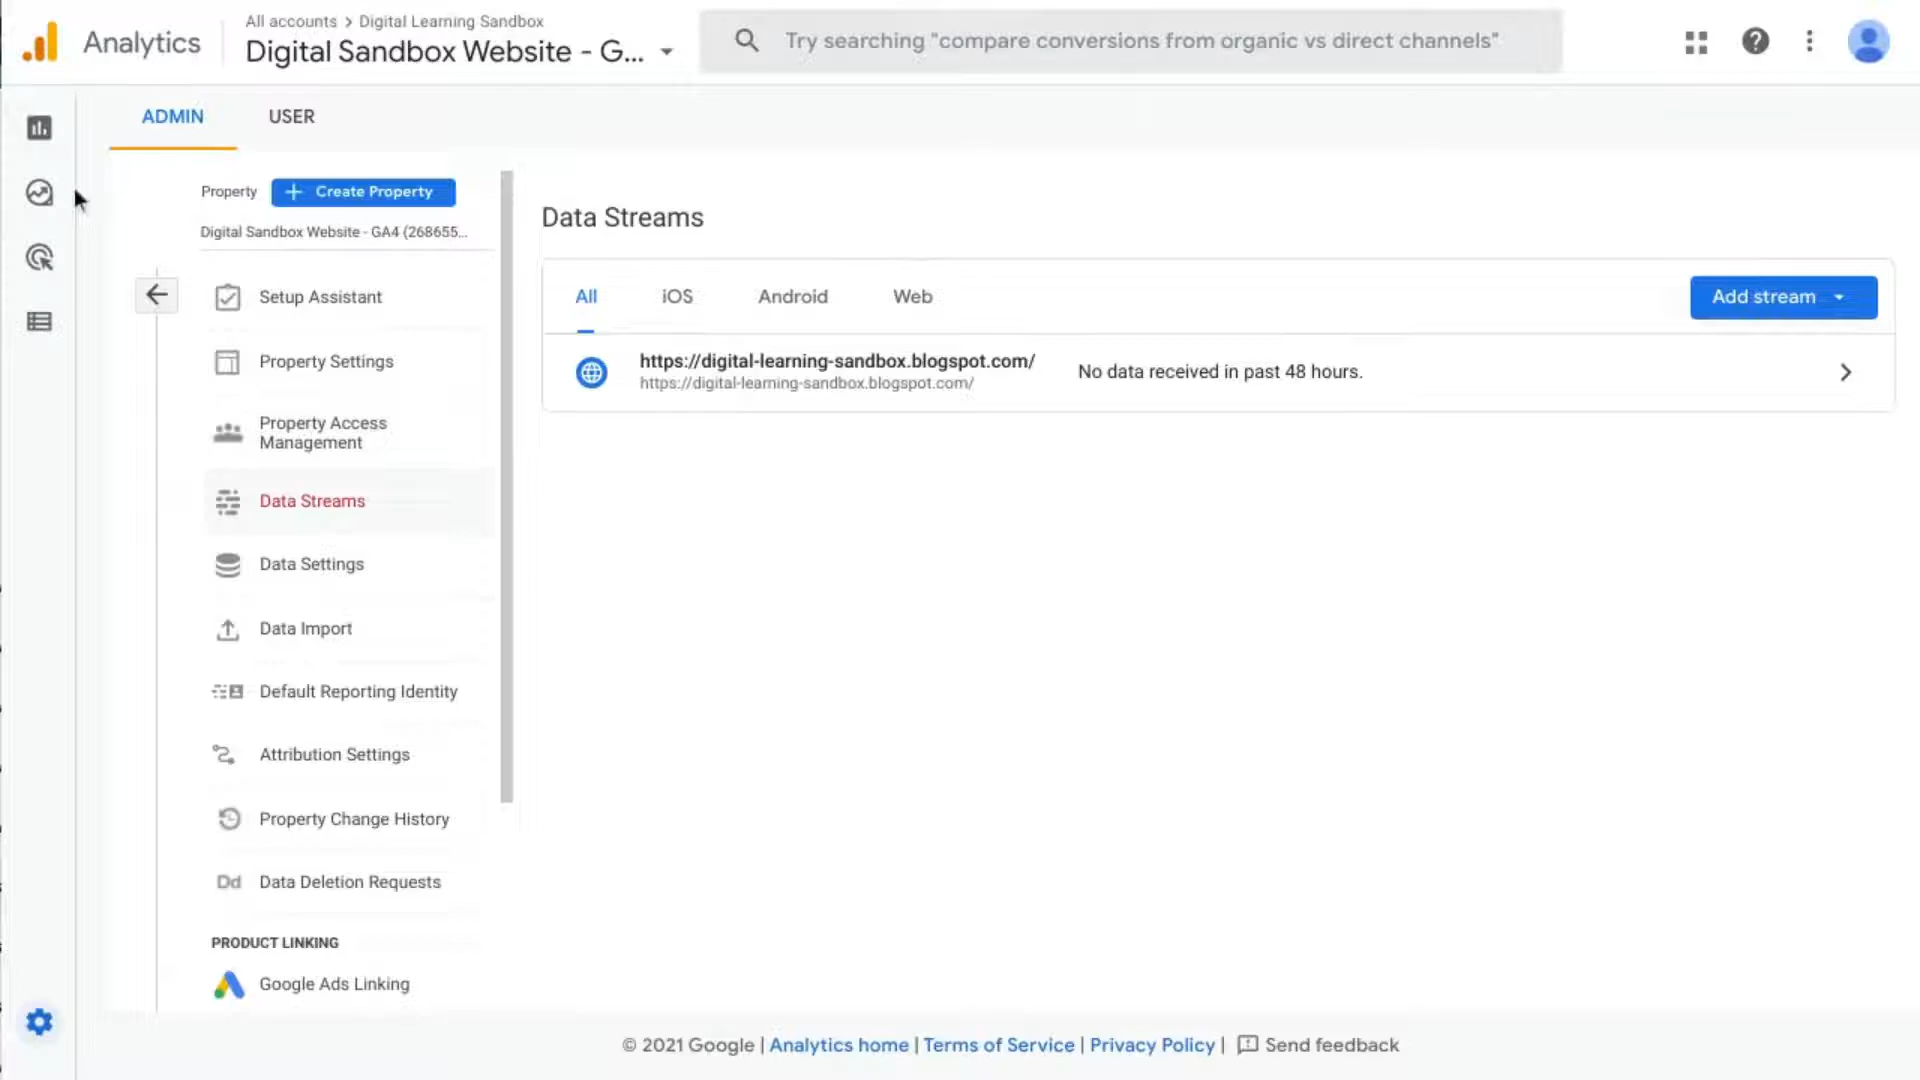 Analytics
All accounts > Digital Learning Sandbox
Digital Sandbox Website - G...
Try searching "compare conversions from organic vs direct channels"
ADMIN
USER
Property
Create Property
Digital Sandbox Website - GA4 (268655...
Setup Assistant
Property Settings
Property Access
Management
Data Streams
Data Settings
Data Import
Default Reporting Identity
Attribution Settings
Property Change History
Dd Data Deletion Requests
PRODUCT LINKING
Google Ads Linking
Data Streams
All
iOS
Android
Web
Add stream
https://digital-learning-sandbox.blogspot.com/
https://digital-learning-sandbox.blogspot.com/
No data received in past 48 hours.
© 2021 Google | Analytics home | Terms of Service | Privacy Policy | Send feedback